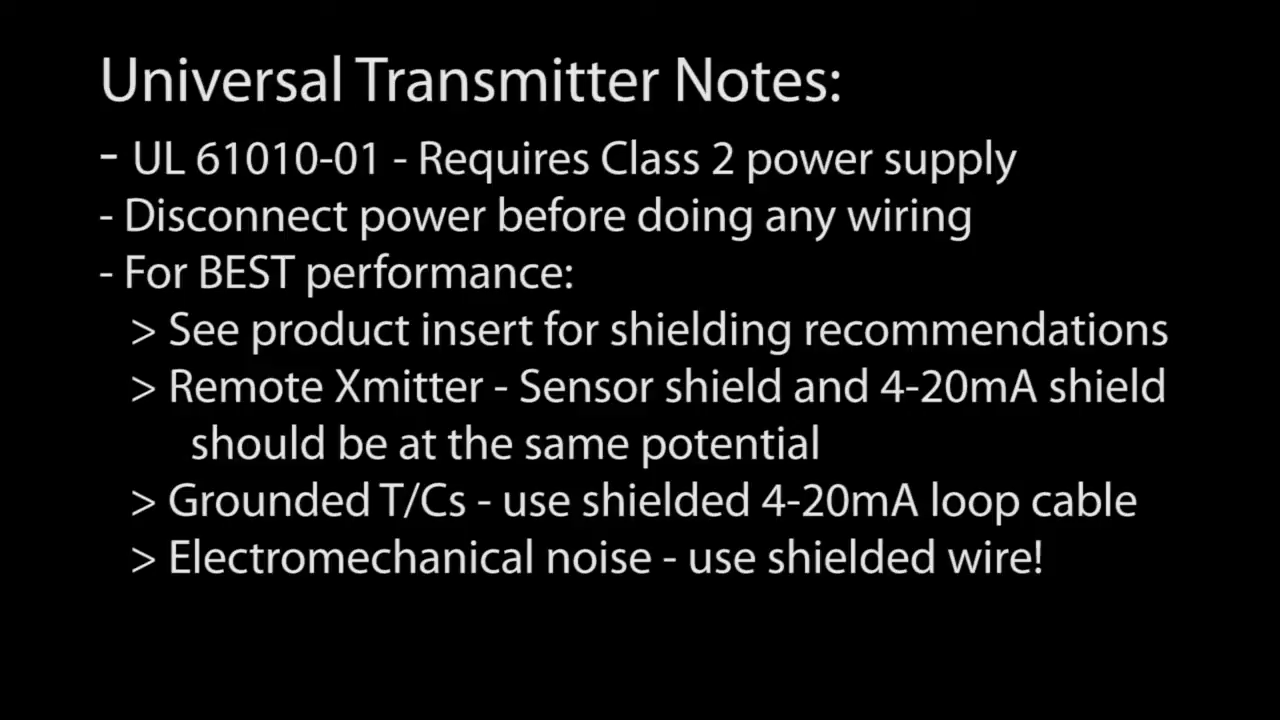 Universal Transmitter Notes:
- UL 61010-01 - Requires Class 2 power supply
- Disconnect power before doing any wiring
- For BEST performance:
> See product insert for shielding recommendations
> Remote Xmitter - Sensor shield and 4-20mA shield
should be at the same potential
> Grounded T/Cs - use shielded 4-20mA loop cable
> Electromechanical noise - use shielded wire!